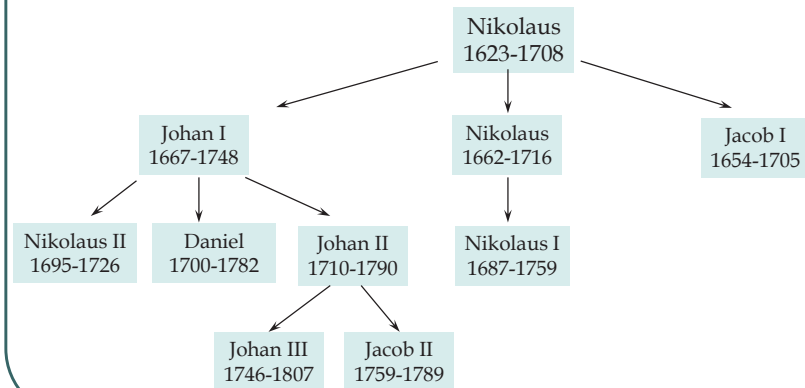 Nikolaus
1623-1708
Johan I
1667-1748
Nikolaus
1662-1716
Jacob I
1654-1705
Nikolaus II
1695-1726
Daniel
1700-1782
Johan II
1710-1790
Nikolaus I
1687-1759
Johan III
1746-1807
Jacob II
1759-1789